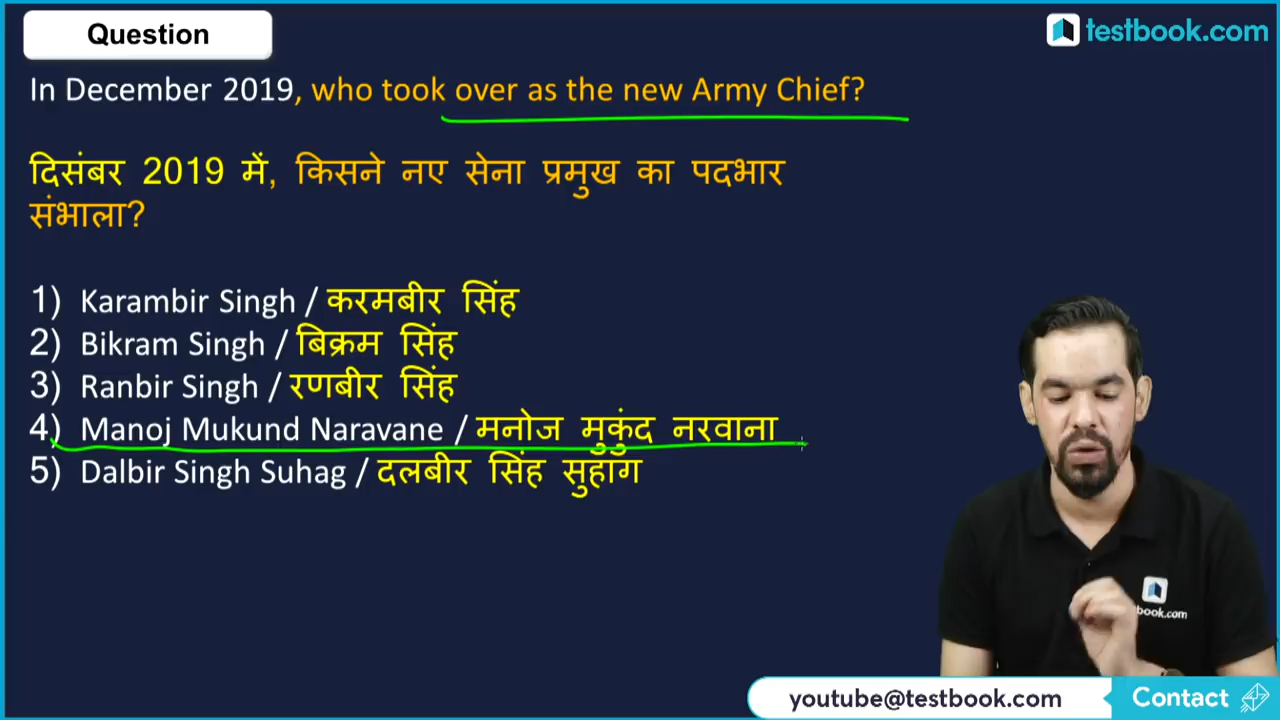 Question
testbook.com
In December 2019, who took over as the new Army Chief?
दिसंबर 2019 में, किसने नए सेना प्रमुख का पदभार
संभाला?
1) Karambir Singh / करमबीर सिंह
2) Bikram Singh / बिक्रम सिंह
3) Ranbir Singh / रणबीर सिंह
4) Manoj Mukund Naravane / मनोज मुकुंद नरवाना
5) Dalbir Singh Suhag / दलबीर सिंह सुहाग
book.com
youtube@testbook.com
Contact